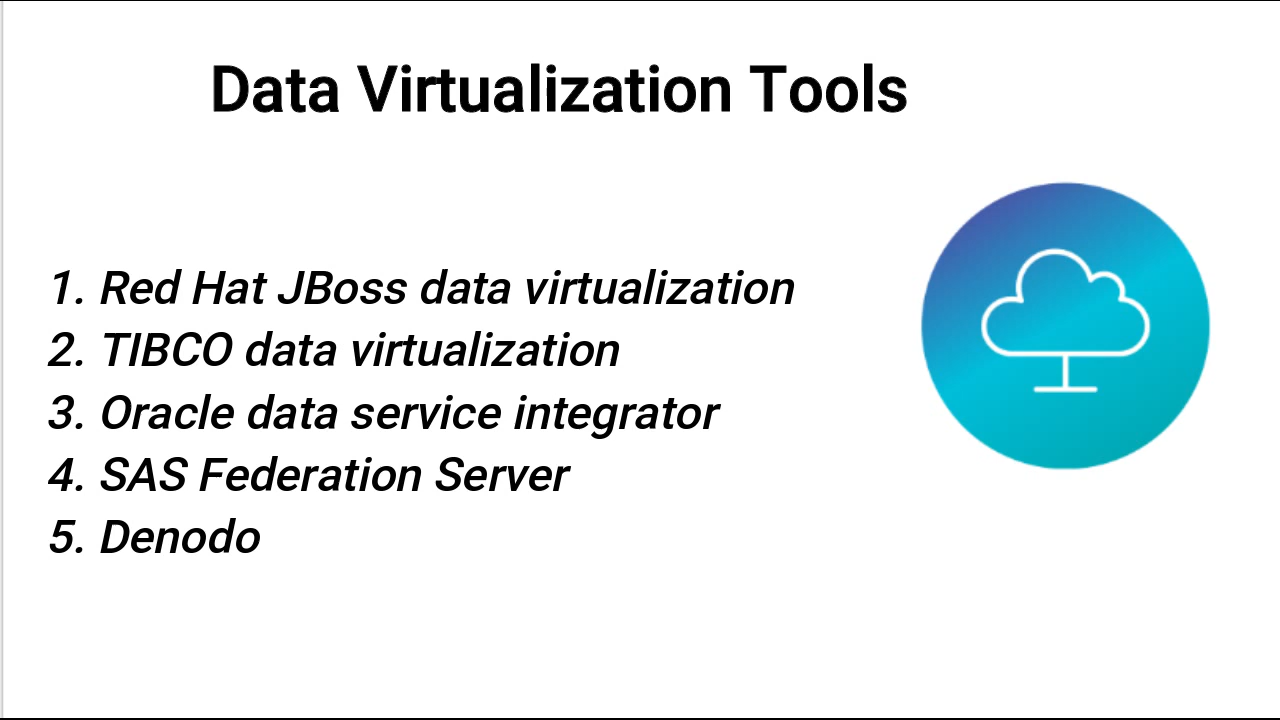 Data Virtualization Tools
1. Red Hat JBoss data virtualization
2. TIBCO data virtualization
3. Oracle data service integrator
4. SAS Federation Server
5. Denodo